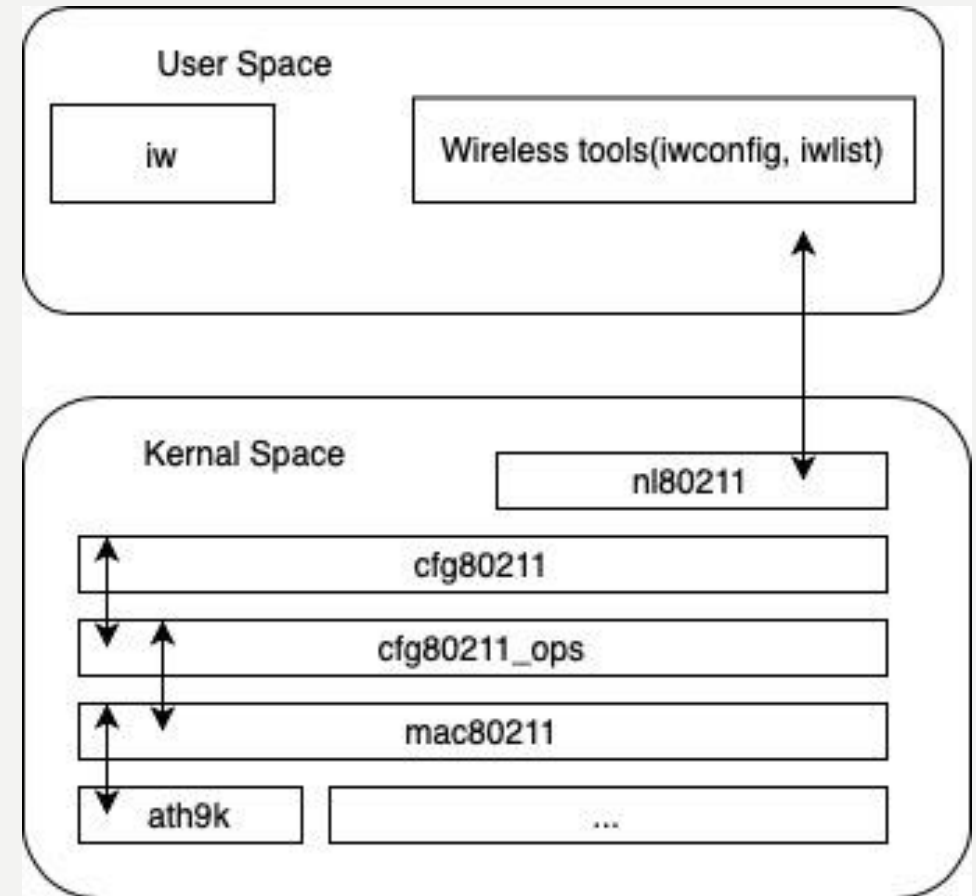 User Space
iw
Wireless tools(iwconfig, iwlist)
Kernal Space
nl80211
cfg80211
cfg80211_ops
mac80211
ath9k
...